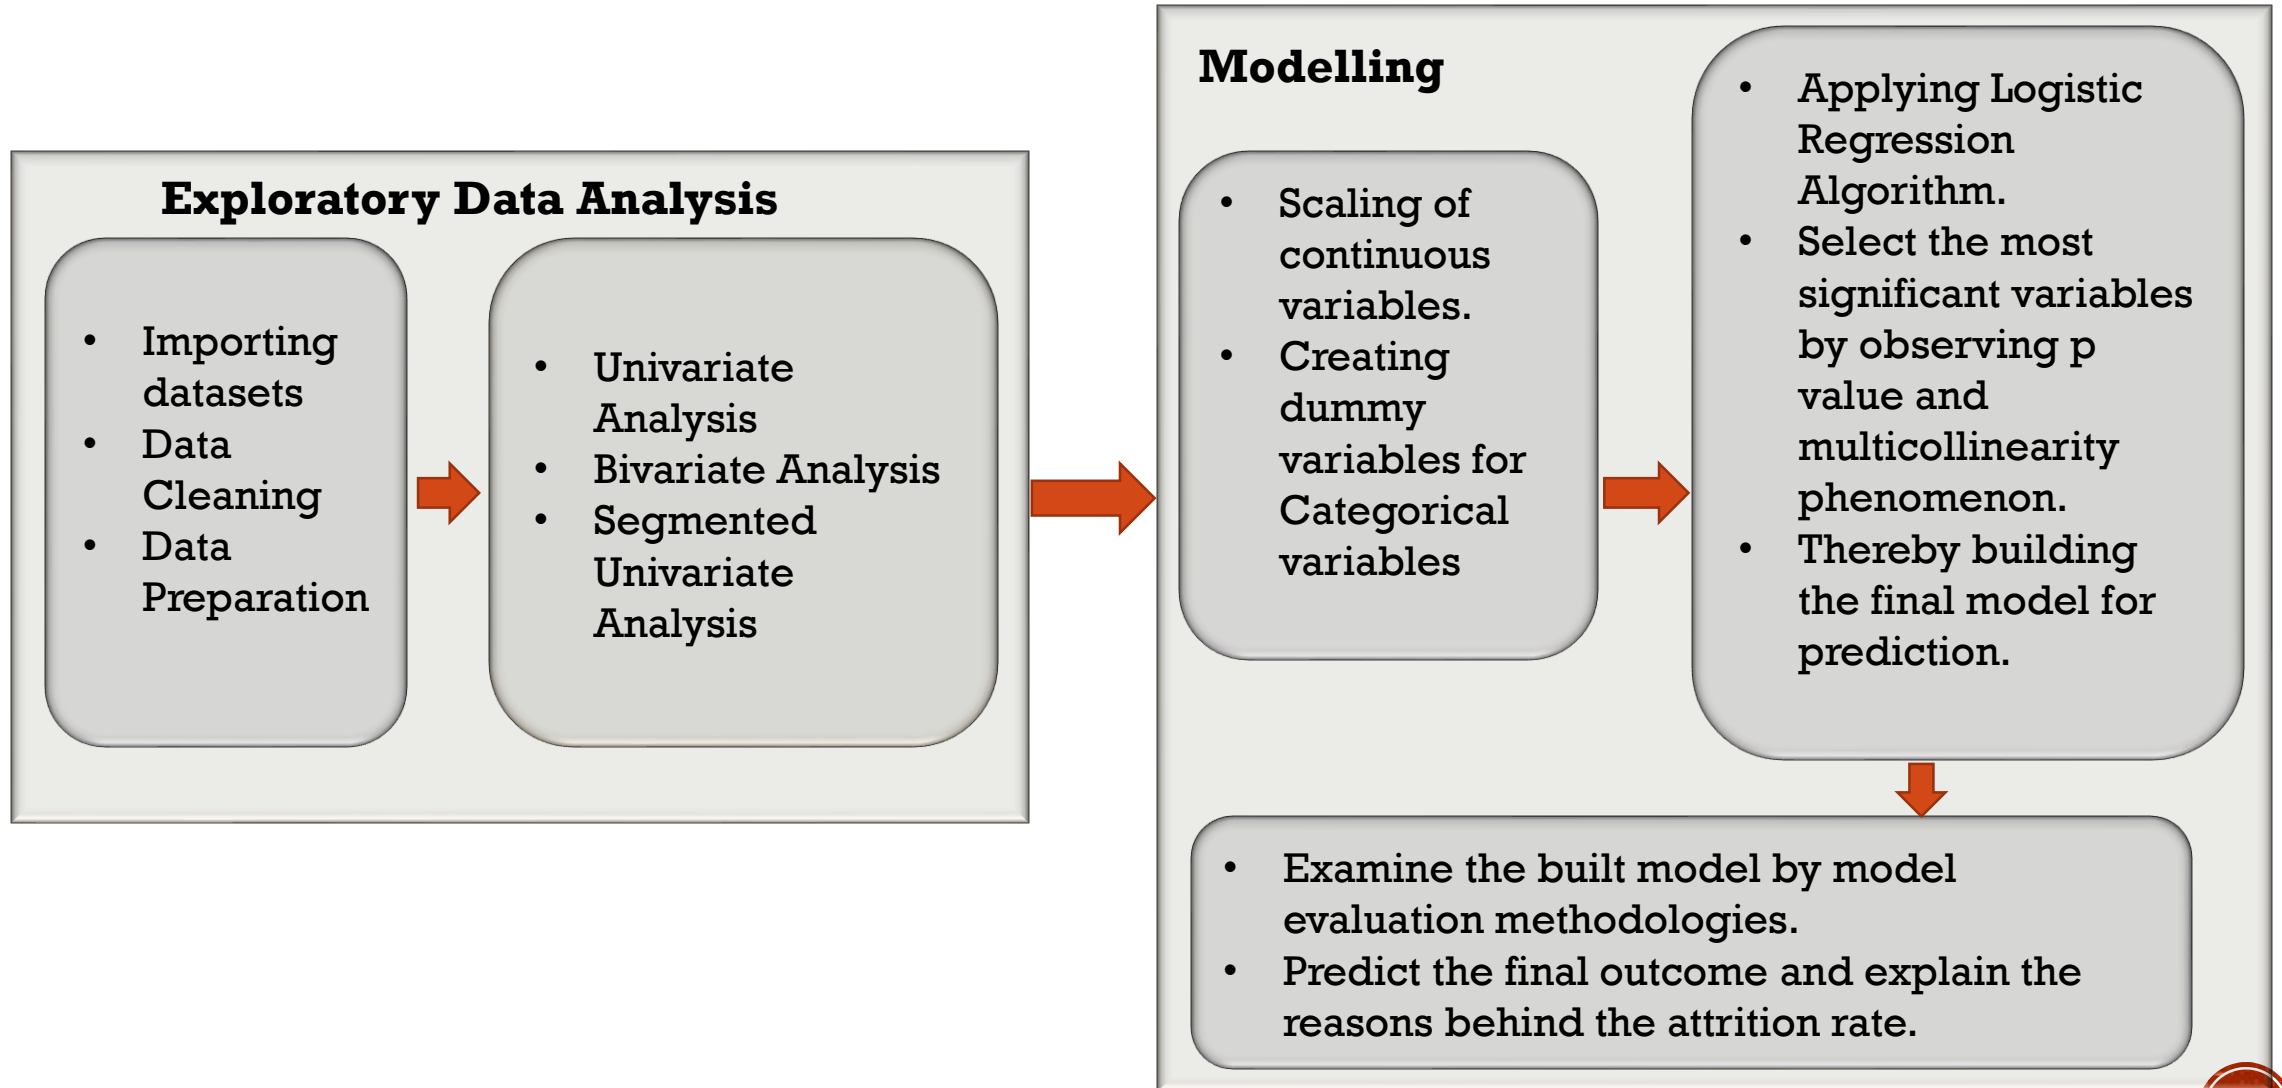 Exploratory Data Analysis
• Importing
datasets
• Data
Cleaning
• Data
Preparation
• Univariate
Analysis
• Bivariate Analysis
• Segmented
Univariate
Analysis
Modelling
• Scaling of
continuous
variables.
• Creating
dummy
variables for
Categorical
variables
• Applying Logistic
Regression
Algorithm.
• Select the most
significant variables
by observing p
value and
multicollinearity
phenomenon.
• Thereby building
the final model for
prediction.
• Examine the built model by model
evaluation methodologies.
• Predict the final outcome and explain the
reasons behind the attrition rate.